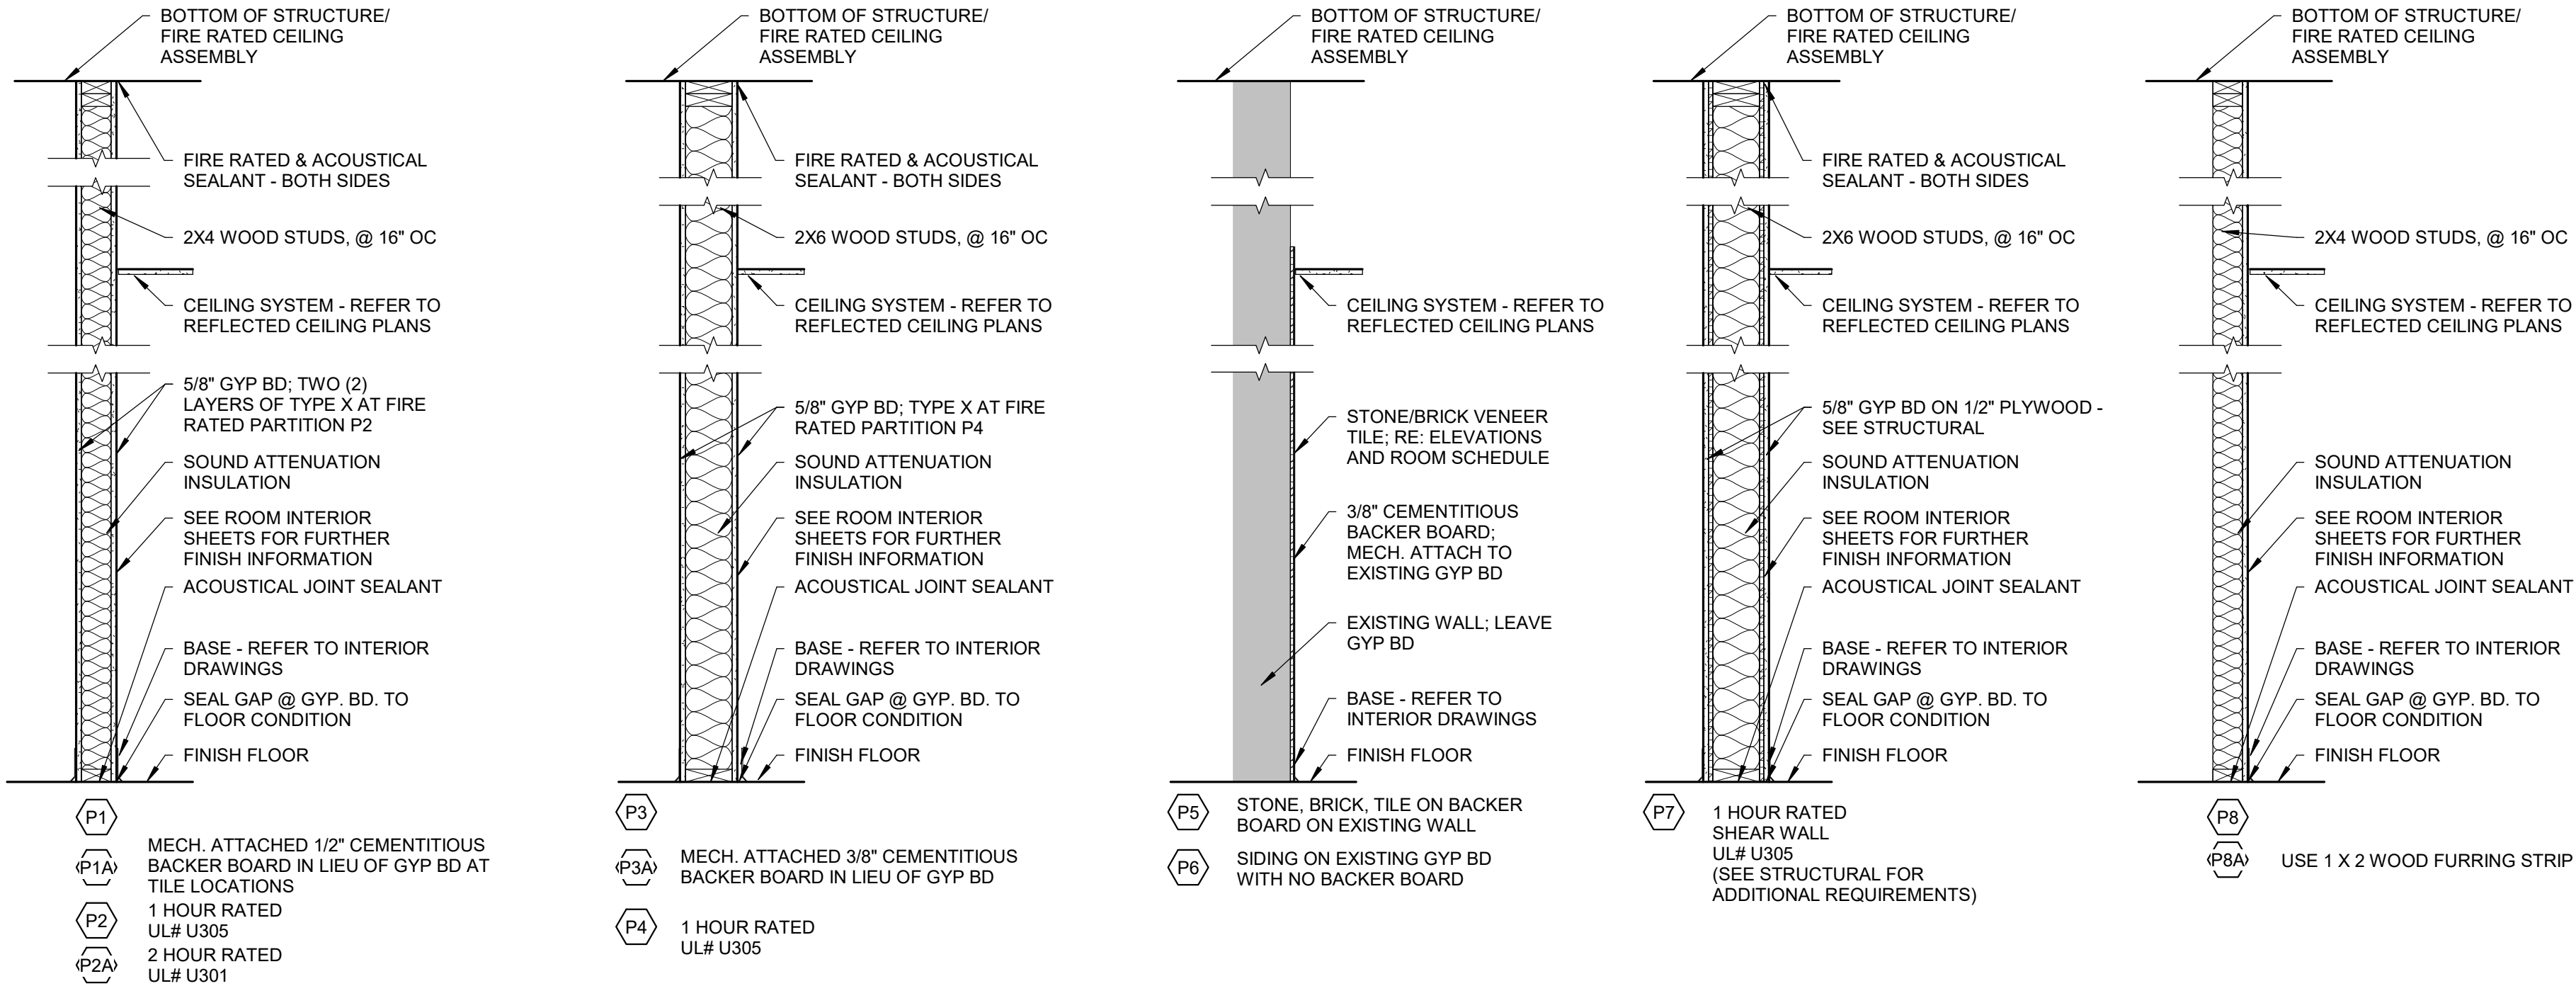 BOTTOM OF STRUCTURE/
FIRE RATED CEILING
ASSEMBLY
FIRE RATED & ACOUSTICAL
SEALANT - BOTH SIDES
2X4 WOOD STUDS, @ 16" OC
CEILING SYSTEM - REFER TO
REFLECTED CEILING PLANS
5/8" GYP BD; TWO (2)
LAYERS OF TYPE X AT FIRE
RATED PARTITION P2
SOUND ATTENUATION
INSULATION
SEE ROOM INTERIOR
SHEETS FOR FURTHER
FINISH INFORMATION
ACOUSTICAL JOINT SEALANT
BASE - REFER TO INTERIOR
DRAWINGS
SEAL GAP @ GYP. BD. TO
FLOOR CONDITION
FINISH FLOOR
P1
P1A
MECH. ATTACHED 1/2" CEMENTITIOUS
BACKER BOARD IN LIEU OF GYP BD AT
TILE LOCATIONS
P2
1 HOUR RATED
UL# U305
P2A
2 HOUR RATED
UL# U301
BOTTOM OF STRUCTURE/
FIRE RATED CEILING
ASSEMBLY
FIRE RATED & ACOUSTICAL
SEALANT - BOTH SIDES
2X6 WOOD STUDS, @ 16" OC
CEILING SYSTEM - REFER TO
REFLECTED CEILING PLANS
5/8" GYP BD; TYPE X AT FIRE
RATED PARTITION P4
SOUND ATTENUATION
INSULATION
SEE ROOM INTERIOR
SHEETS FOR FURTHER
FINISH INFORMATION
ACOUSTICAL JOINT SEALANT
BASE - REFER TO INTERIOR
DRAWINGS
SEAL GAP @ GYP. BD. TO
FLOOR CONDITION
FINISH FLOOR
P3
P3A
MECH. ATTACHED 3/8" CEMENTITIOUS
BACKER BOARD IN LIEU OF GYP BD
P4
1 HOUR RATED
UL# U305
BOTTOM OF STRUCTURE/
FIRE RATED CEILING
ASSEMBLY
CEILING SYSTEM - REFER TO
REFLECTED CEILING PLANS
STONE/BRICK VENEER
TILE; RE: ELEVATIONS
AND ROOM SCHEDULE
3/8" CEMENTITIOUS
BACKER BOARD;
MECH. ATTACH TO
EXISTING GYP BD
EXISTING WALL; LEAVE
GYP BD
BASE - REFER TO
INTERIOR DRAWINGS
FINISH FLOOR
P5
STONE, BRICK, TILE ON BACKER
BOARD ON EXISTING WALL
P6
SIDING ON EXISTING GYP BD
WITH NO BACKER BOARD
BOTTOM OF STRUCTURE/
FIRE RATED CEILING
ASSEMBLY
FIRE RATED & ACOUSTICAL
SEALANT - BOTH SIDES
2X6 WOOD STUDS, @ 16" OC
CEILING SYSTEM - REFER TO
REFLECTED CEILING PLANS
5/8" GYP BD ON 1/2" PLYWOOD -
SEE STRUCTURAL
SOUND ATTENUATION
INSULATION
SEE ROOM INTERIOR
SHEETS FOR FURTHER
FINISH INFORMATION
ACOUSTICAL JOINT SEALANT
BASE - REFER TO INTERIOR
DRAWINGS
SEAL GAP @ GYP. BD. TO
FLOOR CONDITION
FINISH FLOOR
P7
1 HOUR RATED
SHEAR WALL
UL# U305
(SEE STRUCTURAL FOR
ADDITIONAL REQUIREMENTS)
BOTTOM OF STRUCTURE/
FIRE RATED CEILING
ASSEMBLY
2X4 WOOD STUDS, @ 16" OC
CEILING SYSTEM - REFER TO
REFLECTED CEILING PLANS
SOUND ATTENUATION
INSULATION
SEE ROOM INTERIOR
SHEETS FOR FURTHER
FINISH INFORMATION
ACOUSTICAL JOINT SEALANT
BASE - REFER TO INTERIOR
DRAWINGS
SEAL GAP @ GYP. BD. TO
FLOOR CONDITION
FINISH FLOOR
P8
P8A
USE 1 X 2 WOOD FURRING STRIP